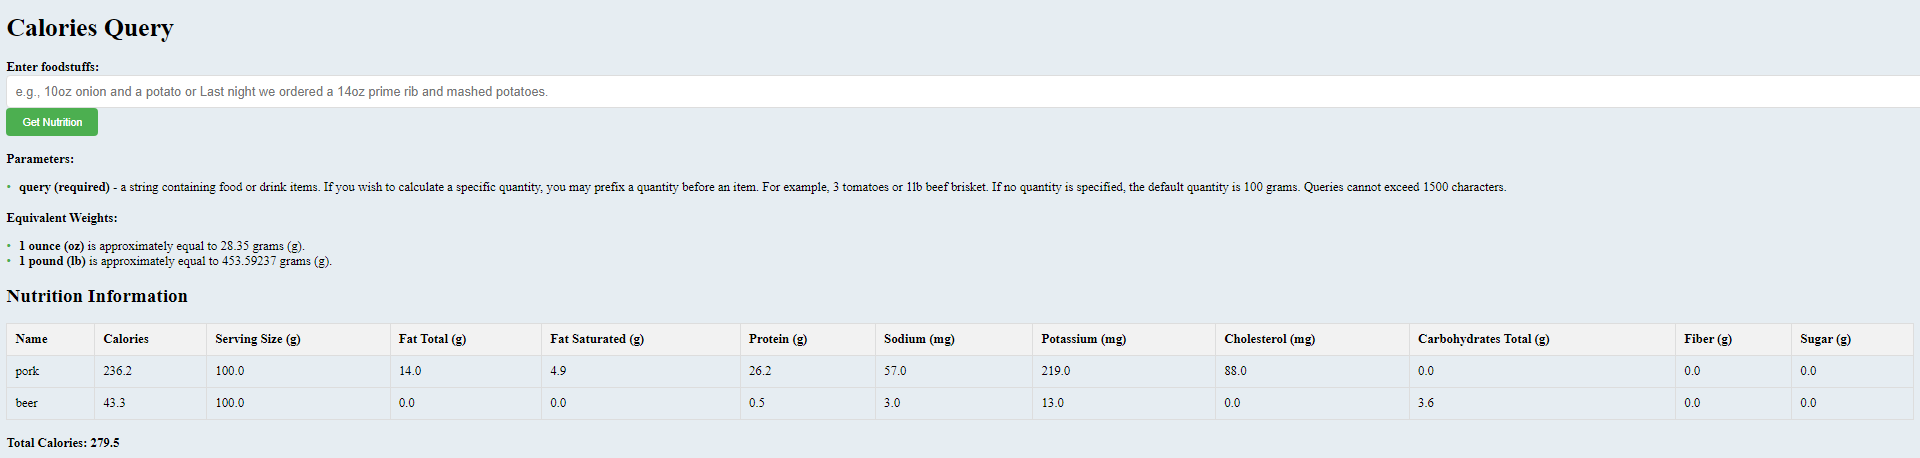 Calories Query
Enter foodstuffs:
e.g., 10oz onion and a potato or Last night we ordered a 14oz prime rib and mashed potatoes.
Get Nutrition
Parameters:
• query (required) - a string containing food or drink items. If you wish to calculate a specific quantity, you may prefix a quantity before an item. For example, 3 tomatoes or 1lb beef brisket. If no quantity is specified, the default quantity is 100 grams. Queries cannot exceed 1500 characters.
Equivalent Weights:
• 1 ounce (oz) is approximately equal to 28.35 grams (g).
• 1 pound (lb) is approximately equal to 453.59237 grams (g).
Nutrition Information
Name Calories Serving Size (g) Fat Total (g) Fat Saturated (g) Protein (g) Sodium (mg) Potassium (mg) Cholesterol (mg) Carbohydrates Total (g) Fiber (g) Sugar (g)
pork 236.2 100.0 14.0 4.9 26.2 57.0 219.0 88.0 0.0 0.0 0.0
beer 43.3 100.0 0.0 0.0 0.5 3.0 13.0 0.0 3.6 0.0 0.0
Total Calories: 279.5